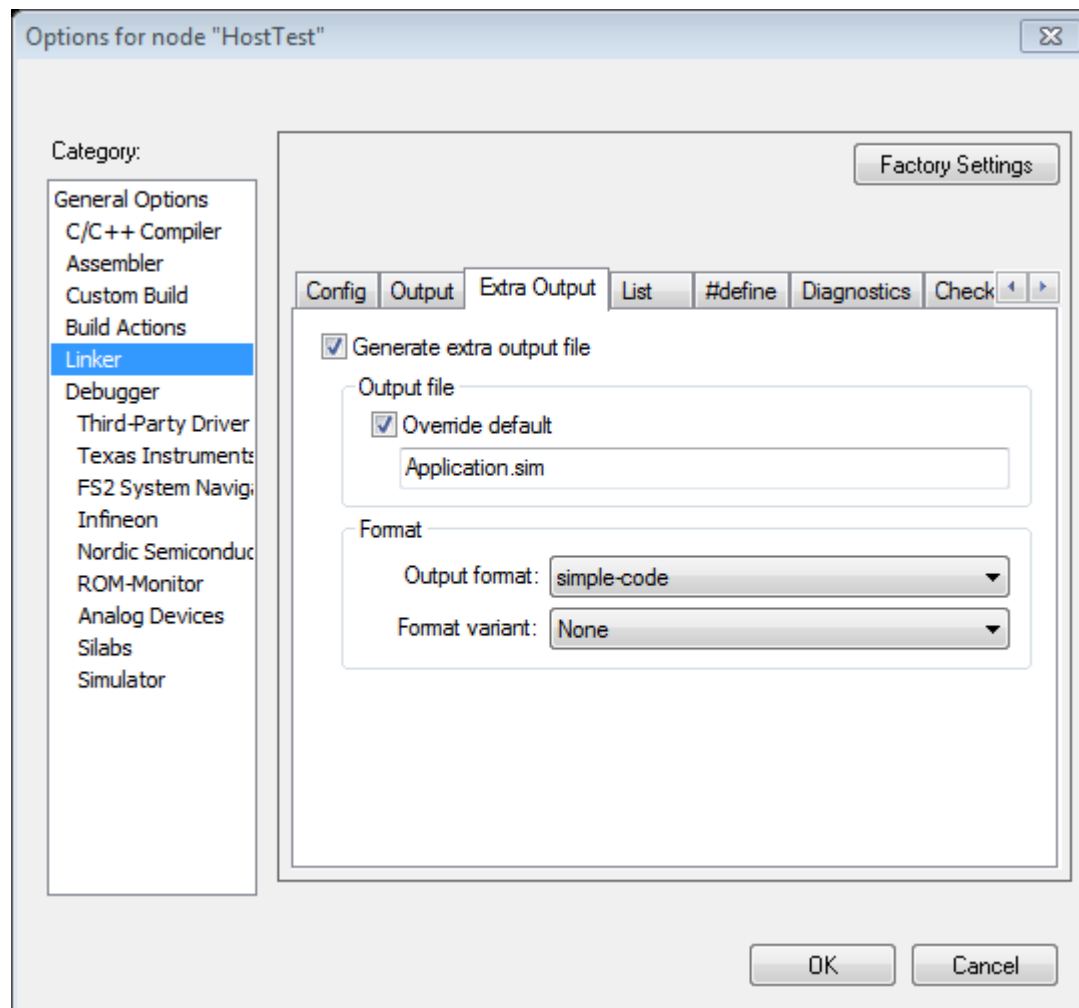 Options for node "HostTest"
Category:
Factory Settings
General Options
C/C++ Compiler
Assembler
Custom Build
Build Actions
Linker
Debugger
Third-Party Driver
Texas Instruments
FS2 System Naviga
Infineon
Nordic Semiconduc
ROM-Monitor
Analog Devices
Silabs
Simulator
Config Output Extra Output List #define Diagnostics Check
Generate extra output file
Output file
Override default
Application.sim
Format
Output format: simple-code
Format variant: None
OK Cancel